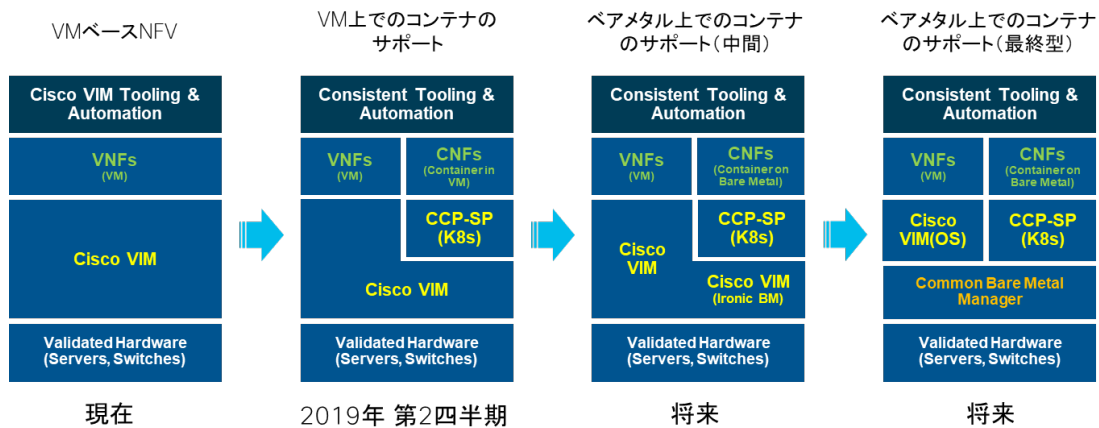 VMベースNFV
Cisco VIM Tooling &
Automation
VNFs
(VM)
Cisco VIM
Validated Hardware
(Servers, Switches)
現在
VM上でのコンテナの
サポート
Consistent Tooling &
Automation
VNFs
(VM)
CNFs
(Container in
VM)
CCP-SP
(K8s)
Cisco VIM
Validated Hardware
(Servers, Switches)
2019年 第2四半期
ベアメタル上でのコンテナ
のサポート(中間)
Consistent Tooling &
Automation
VNFs
(VM)
CNFs
(Container on
Bare Metal)
Cisco
VIM
CCP-SP
(K8s)
Cisco VIM
(Ironic BM)
Validated Hardware
(Servers, Switches)
将来
ベアメタル上でのコンテナ
のサポート(最終型)
Consistent Tooling &
Automation
VNFs
(VM)
CNFs
(Container on
Bare Metal)
Cisco
VIM(OS)
CCP-SP
(K8s)
Common Bare Metal
Manager
Validated Hardware
(Servers, Switches)
将来